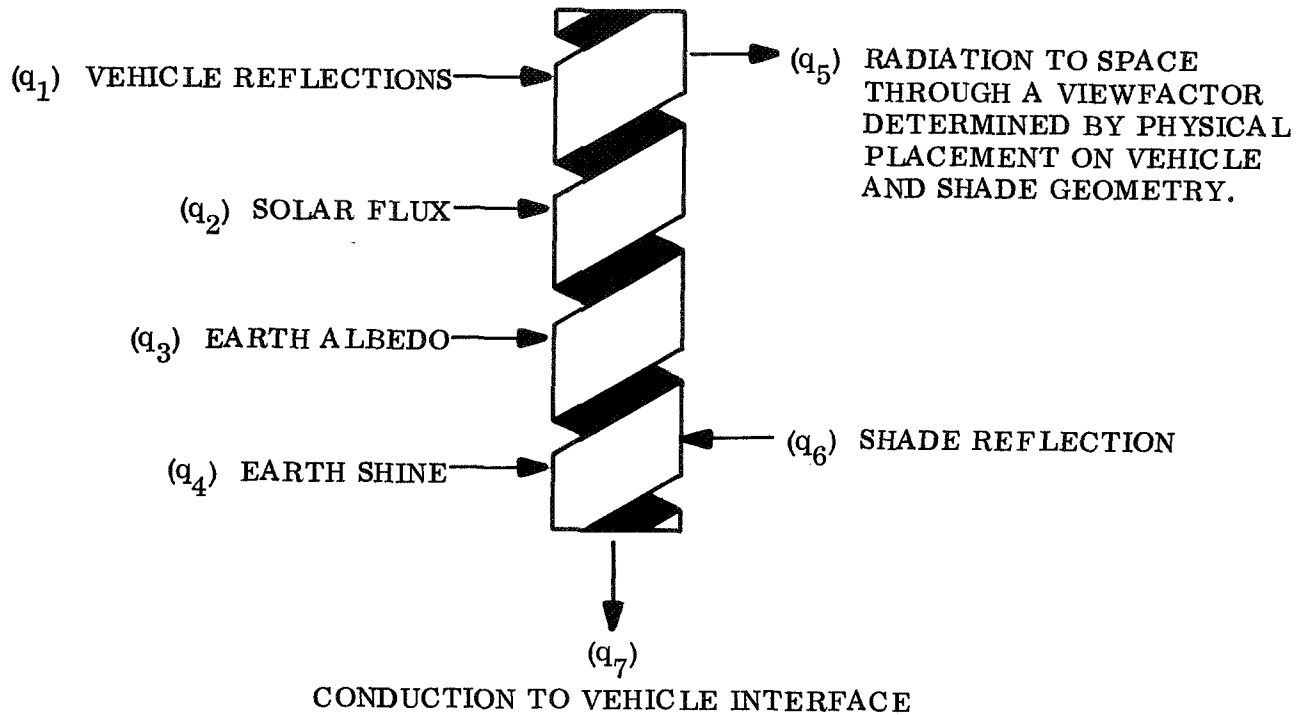 (q1) VEHICLE REFLECTIONS
(q2) SOLAR FLUX
(q3) EARTH ALBEDO
(q4) EARTH SHINE
(q5) RADIATION TO SPACE
THROUGH A VIEWFACTOR
DETERMINED BY PHYSICAL
PLACEMENT ON VEHICLE
AND SHADE GEOMETRY.
(q6) SHADE REFLECTION
(q7)
CONDUCTION TO VEHICLE INTERFACE